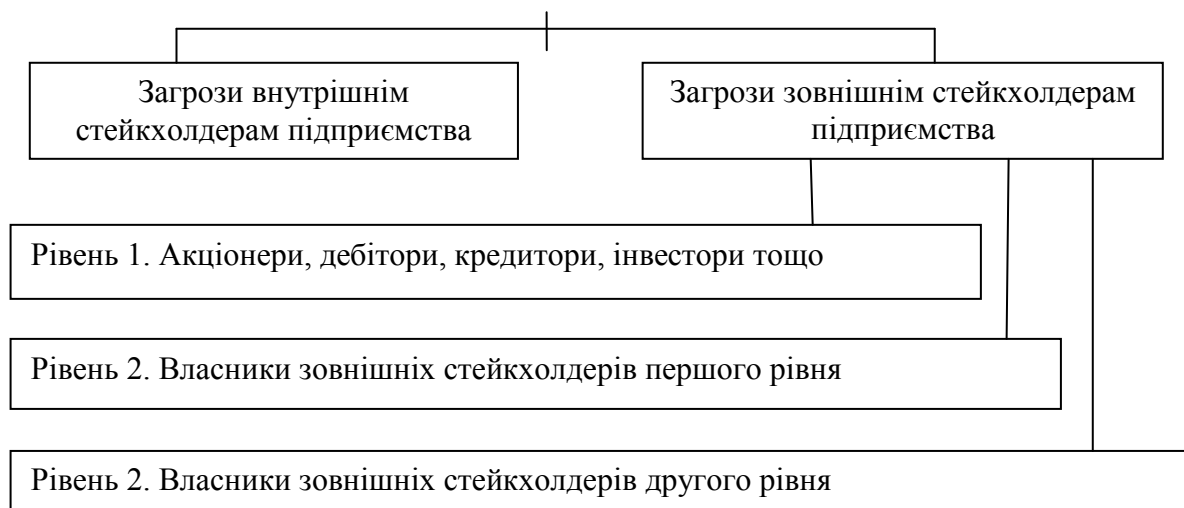 Загрози внутрішнім
стейкхолдерам підприємства
Загрози зовнішнім стейкхолдерам
підприємства
Рівень 1. Акціонери, дебітори, кредитори, інвестори тощо
Рівень 2. Власники зовнішніх стейкхолдерів першого рівня
Рівень 2. Власники зовнішніх стейкхолдерів другого рівня